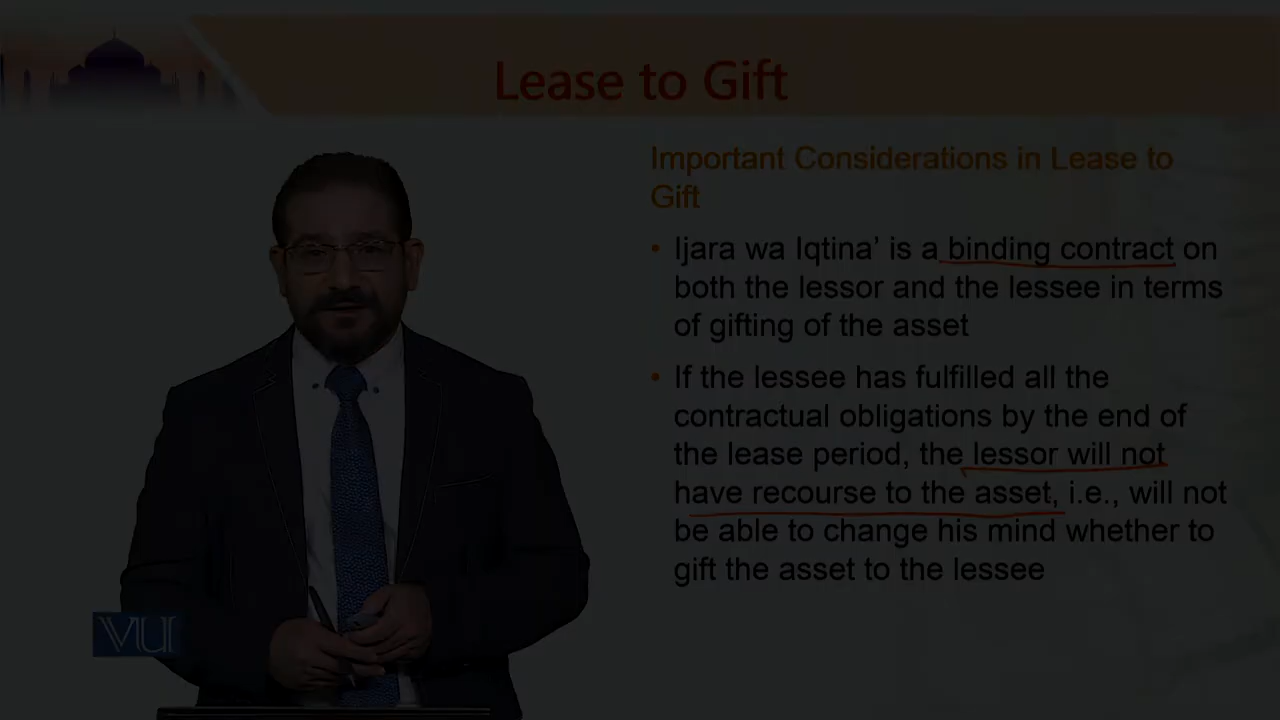 Lease to Gift
Important Considerations in Lease to
Gift
• Ijara wa Iqtina’ is a binding contract on
both the lessor and the lessee in terms
of gifting of the asset
• If the lessee has fulfilled all the
contractual obligations by the end of
the lease period, the lessor will not
have recourse to the asset, i.e., will not
be able to change his mind whether to
gift the asset to the lessee
VU